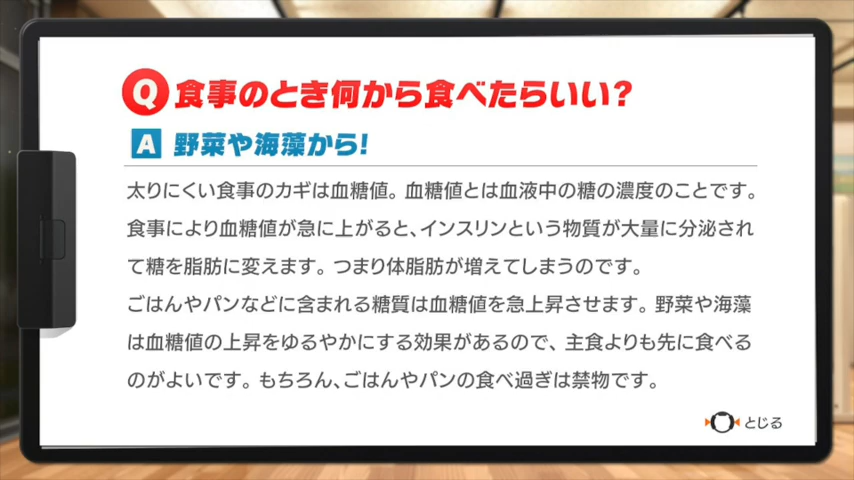 Q 食事のとき何から食べたらいい?
A 野菜や海藻から!
太りにくい食事のカギは血糖値。血糖値とは血液中の糖の濃度のことです。
食事により血糖値が急に上がると、インスリンという物質が大量に分泌され
て糖を脂肪に変えます。つまり体脂肪が増えてしまうのです。
ごはんやパンなどに含まれる糖質は血糖値を急上昇させます。野菜や海藻
は血糖値の上昇をゆるやかにする効果があるので、主食よりも先に食べる
のがよいです。もちろん、ごはんやパンの食べ過ぎは禁物です。
とじる